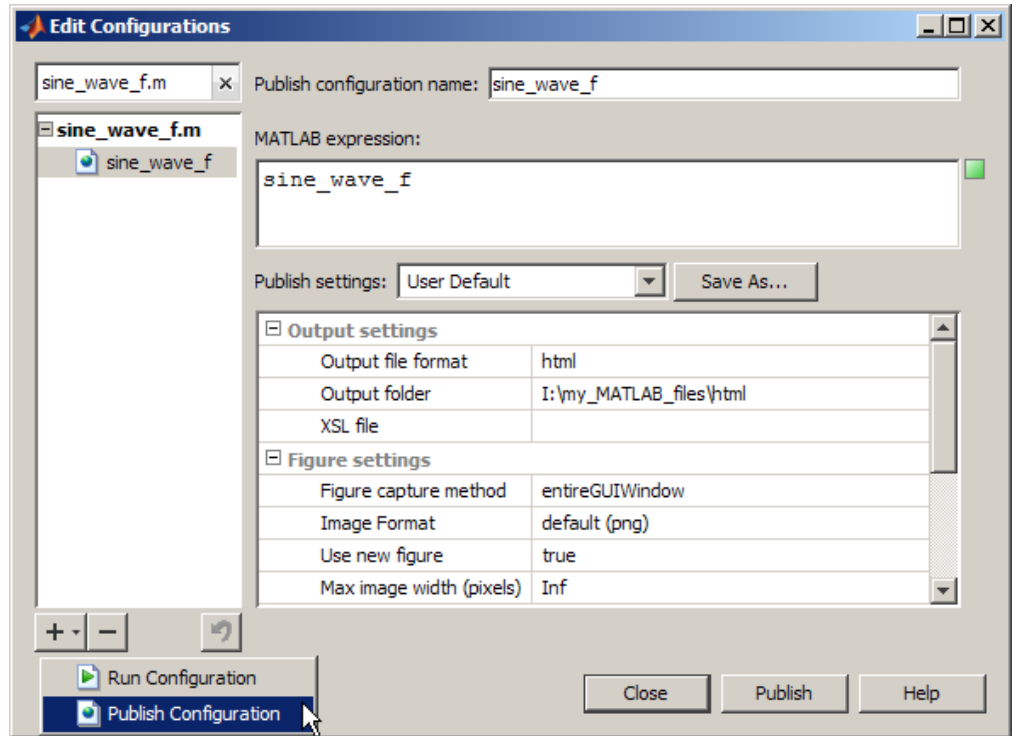 Edit Configurations
sine_wave_f.m
Publish configuration name: sine_wave_f
sine_wave_f.m
sine_wave_f
MATLAB expression:
sine_wave_f
Publish settings: User Default Save As...
Output settings
Output file format html
Output folder I:\my_MATLAB_files\html
XSL file
Figure settings
Figure capture method entireGUIWindow
Image Format default (png)
Use new figure true
Max image width (pixels) Inf
Run Configuration
Publish Configuration
Close Publish Help